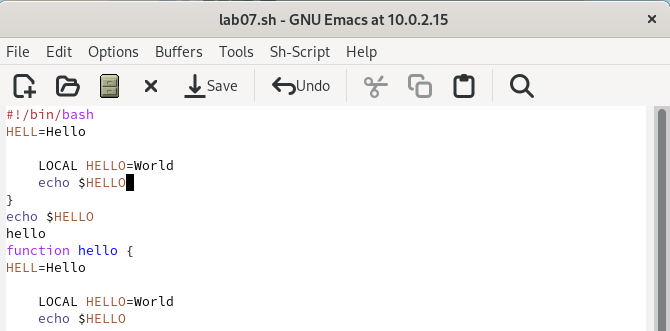 lab07.sh - GNU Emacs at 10.0.2.15
File Edit Options Buffers Tools Sh-Script Help
Save Undo
#!/bin/bash
HELL=Hello
LOCAL HELLO=World
echo $HELLO
}
echo $HELLO
hello
function hello {
HELL=Hello
LOCAL HELLO=World
echo $HELLO